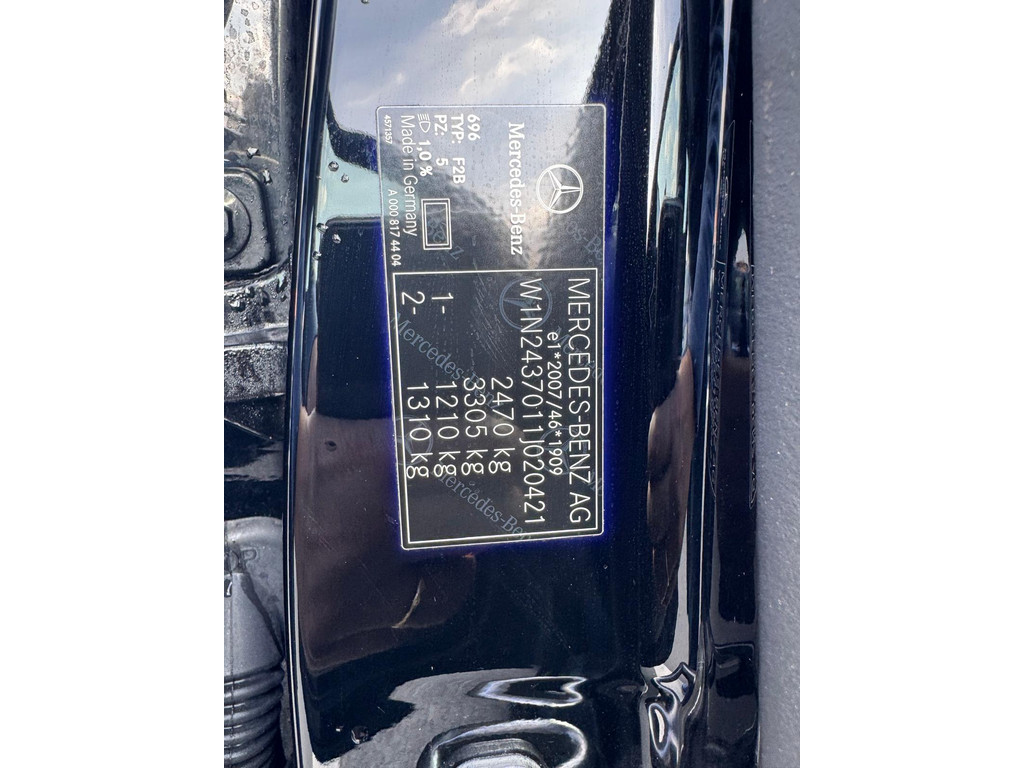 Mercedes-Benz
696
TYP: F2B
PZ: 5
1,0 %
Made in Germany
A 000 817 44 04
4571357
MERCEDES-BENZ AG
e1*2007/46*1909
W1N2437011J020421
2470 kg
3305 kg
1- 1210 kg
2- 1310 kg